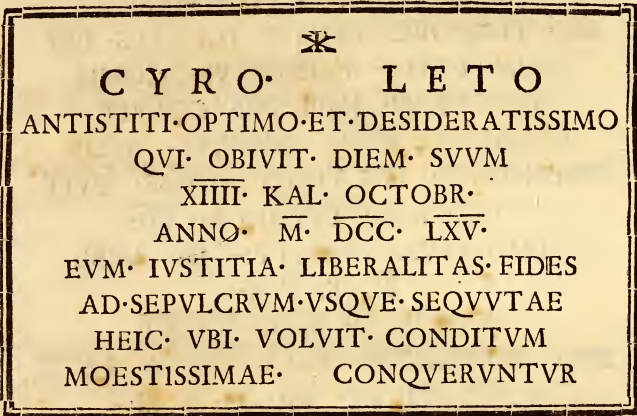 CYRO· LETO
ANTISTITI·OPTIMO·ET·DESIDERATISSIMO
QVI· OBIVIT· DIEM· SVVM
XIIII· KAL· OCTOBR·
ANNO· M· DCC· LXV·
EVM· IVSTITIA· LIBERALITAS· FIDES
AD·SEPVLCRVM·VSQVE·SEQVVTAE
HEIC· VBI· VOLVIT· CONDITVM
MOESTISSIMAE· CONQVERVNTVR